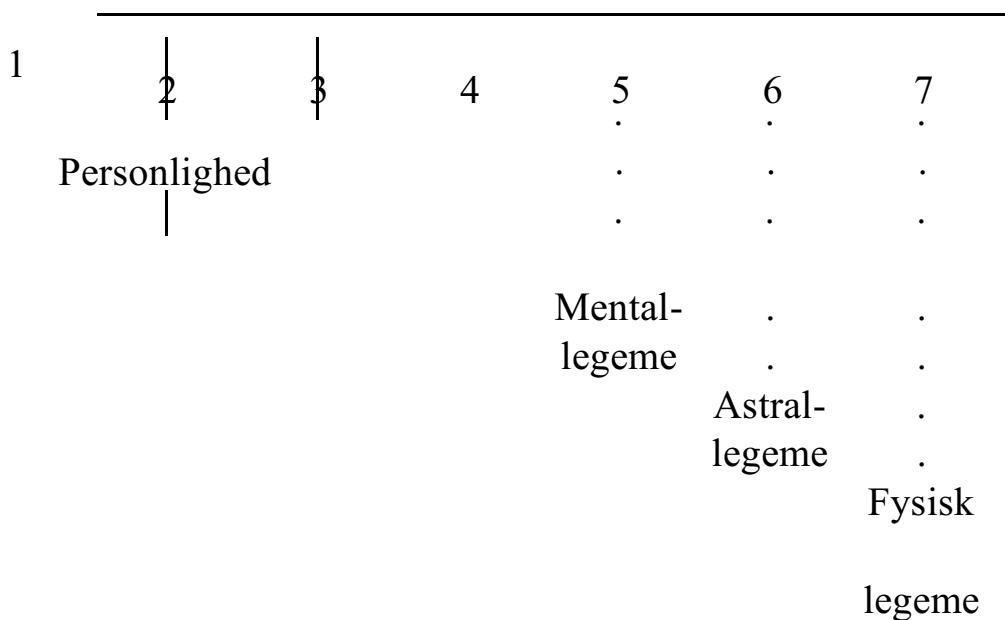 1
2 3 4 5 6 7
. . .
Personlighed . . .
. . .
Mental- . .
legeme . .
Astral- .
legeme .
Fysisk
legeme